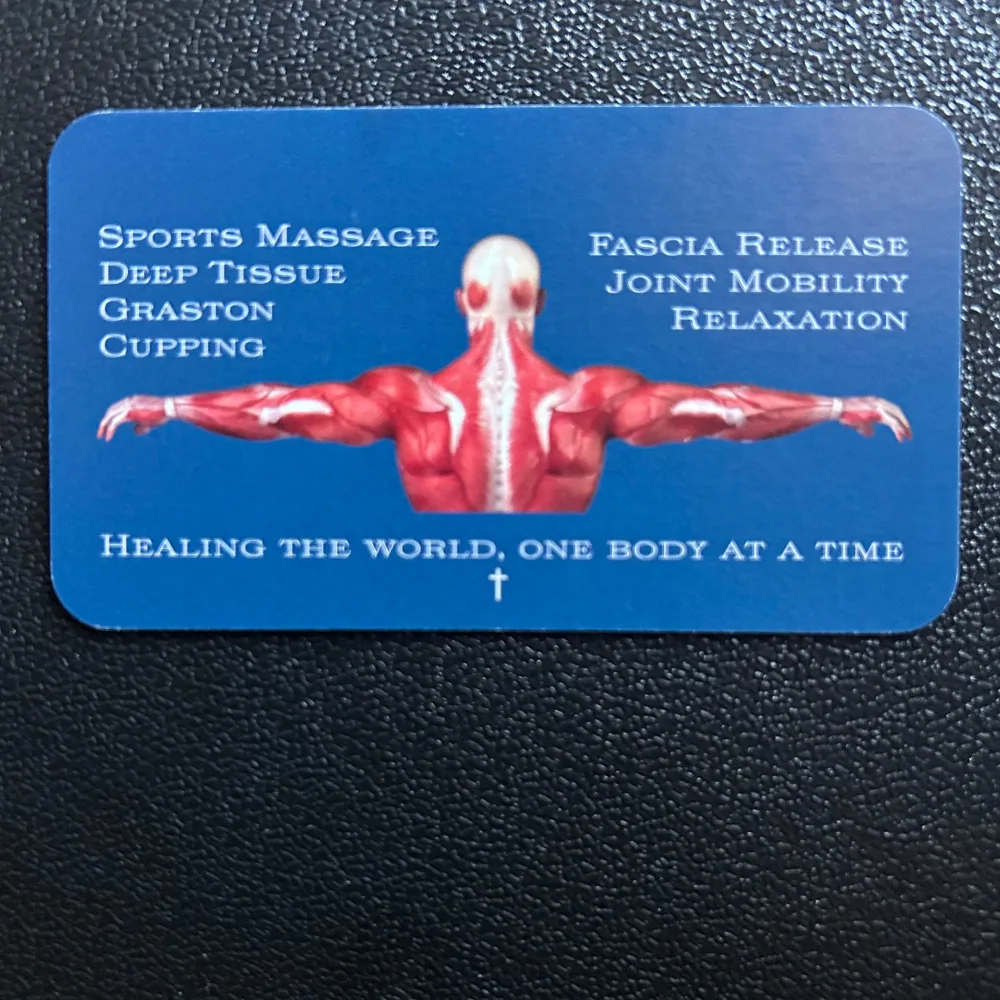 Sports Massage
Deep Tissue
Graston
Cupping
Fascia Release
Joint Mobility
Relaxation
Healing the world, one body at a time